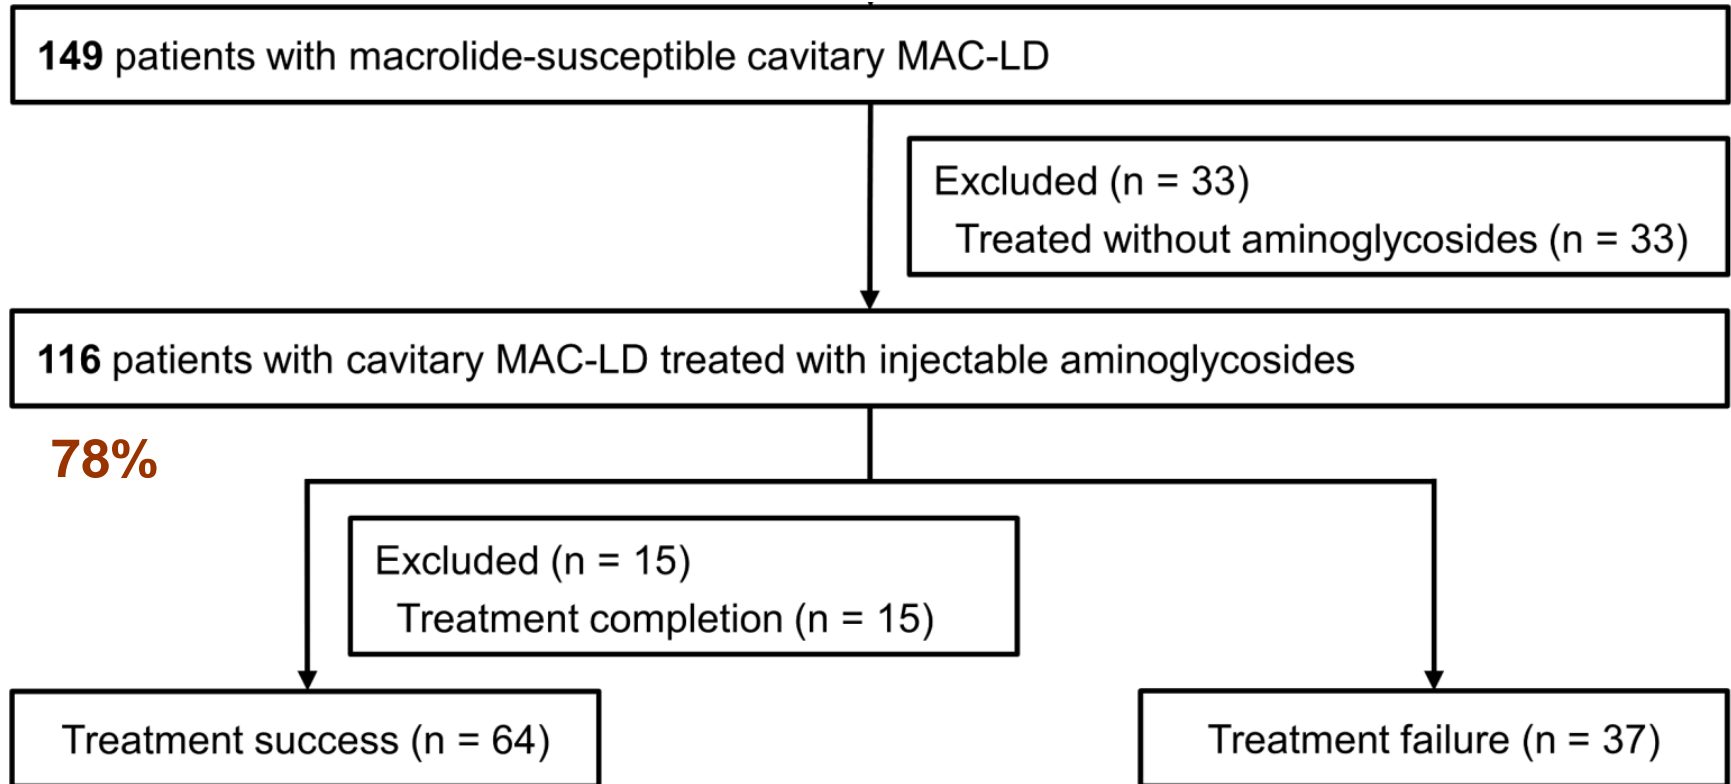 149 patients with macrolide-susceptible cavitary MAC-LD
Excluded (n = 33)
Treated without aminoglycosides (n = 33)
116 patients with cavitary MAC-LD treated with injectable aminoglycosides
78%
Excluded (n = 15)
Treatment completion (n = 15)
Treatment success (n = 64)
Treatment failure (n = 37)